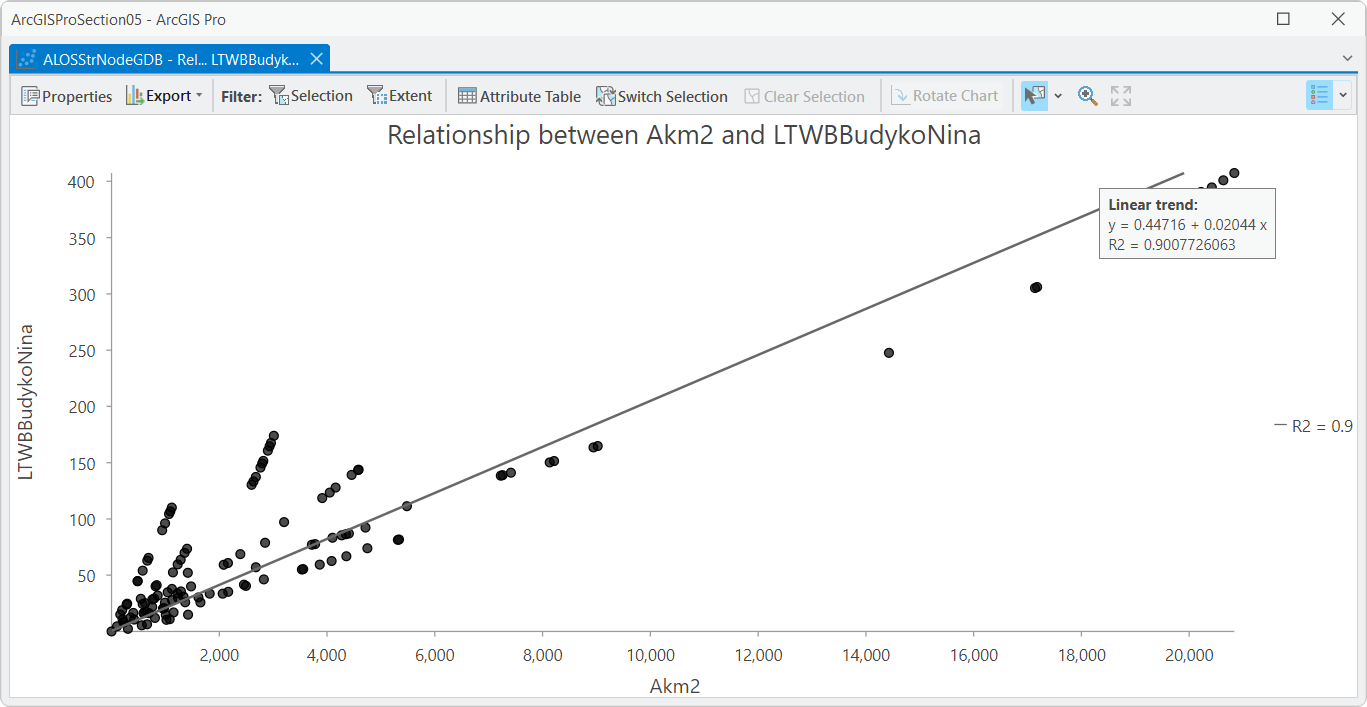 ArcGISProSection05 - ArcGIS Pro
ALOSStrNodeGDB - Rel... LTWBBudyk...
Properties Export Filter: Selection Extent Attribute Table Switch Selection Clear Selection Rotate Chart
Relationship between Akm2 and LTWBBudykoNina
LTWBBudykoNina
400
350
300
250
200
150
100
50
Linear trend:
y = 0.44716 + 0.02044 x
R2 = 0.9007726063
R2 = 0.9
2,000 4,000 6,000 8,000 10,000 12,000 14,000 16,000 18,000 20,000
Akm2